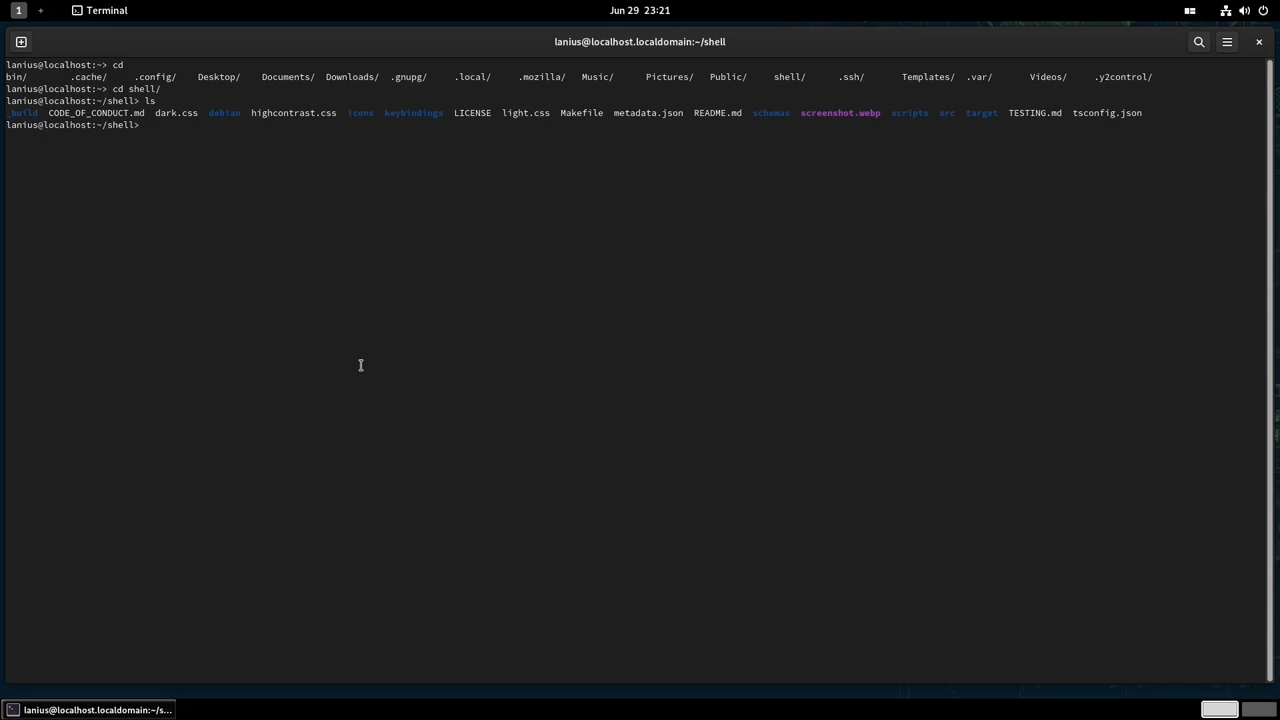 1 + Terminal Jun 29 23:21
lanius@localhost.localdomain:~/shell
lanius@localhost:~> cd
bin/ .cache/ .config/ Desktop/ Documents/ Downloads/ .gnupg/ .local/ .mozilla/ Music/ Pictures/ Public/ shell/ .ssh/ Templates/ .var/ Videos/ .y2control/
lanius@localhost:~> cd shell/
lanius@localhost:~/shell> ls
_build CODE_OF_CONDUCT.md dark.css debian highcontrast.css icons keybindings LICENSE light.css Makefile metadata.json README.md schemas screenshot.webp scripts src target TESTING.md tsconfig.json
lanius@localhost:~/shell>
lanius@localhost.localdomain:~/s...